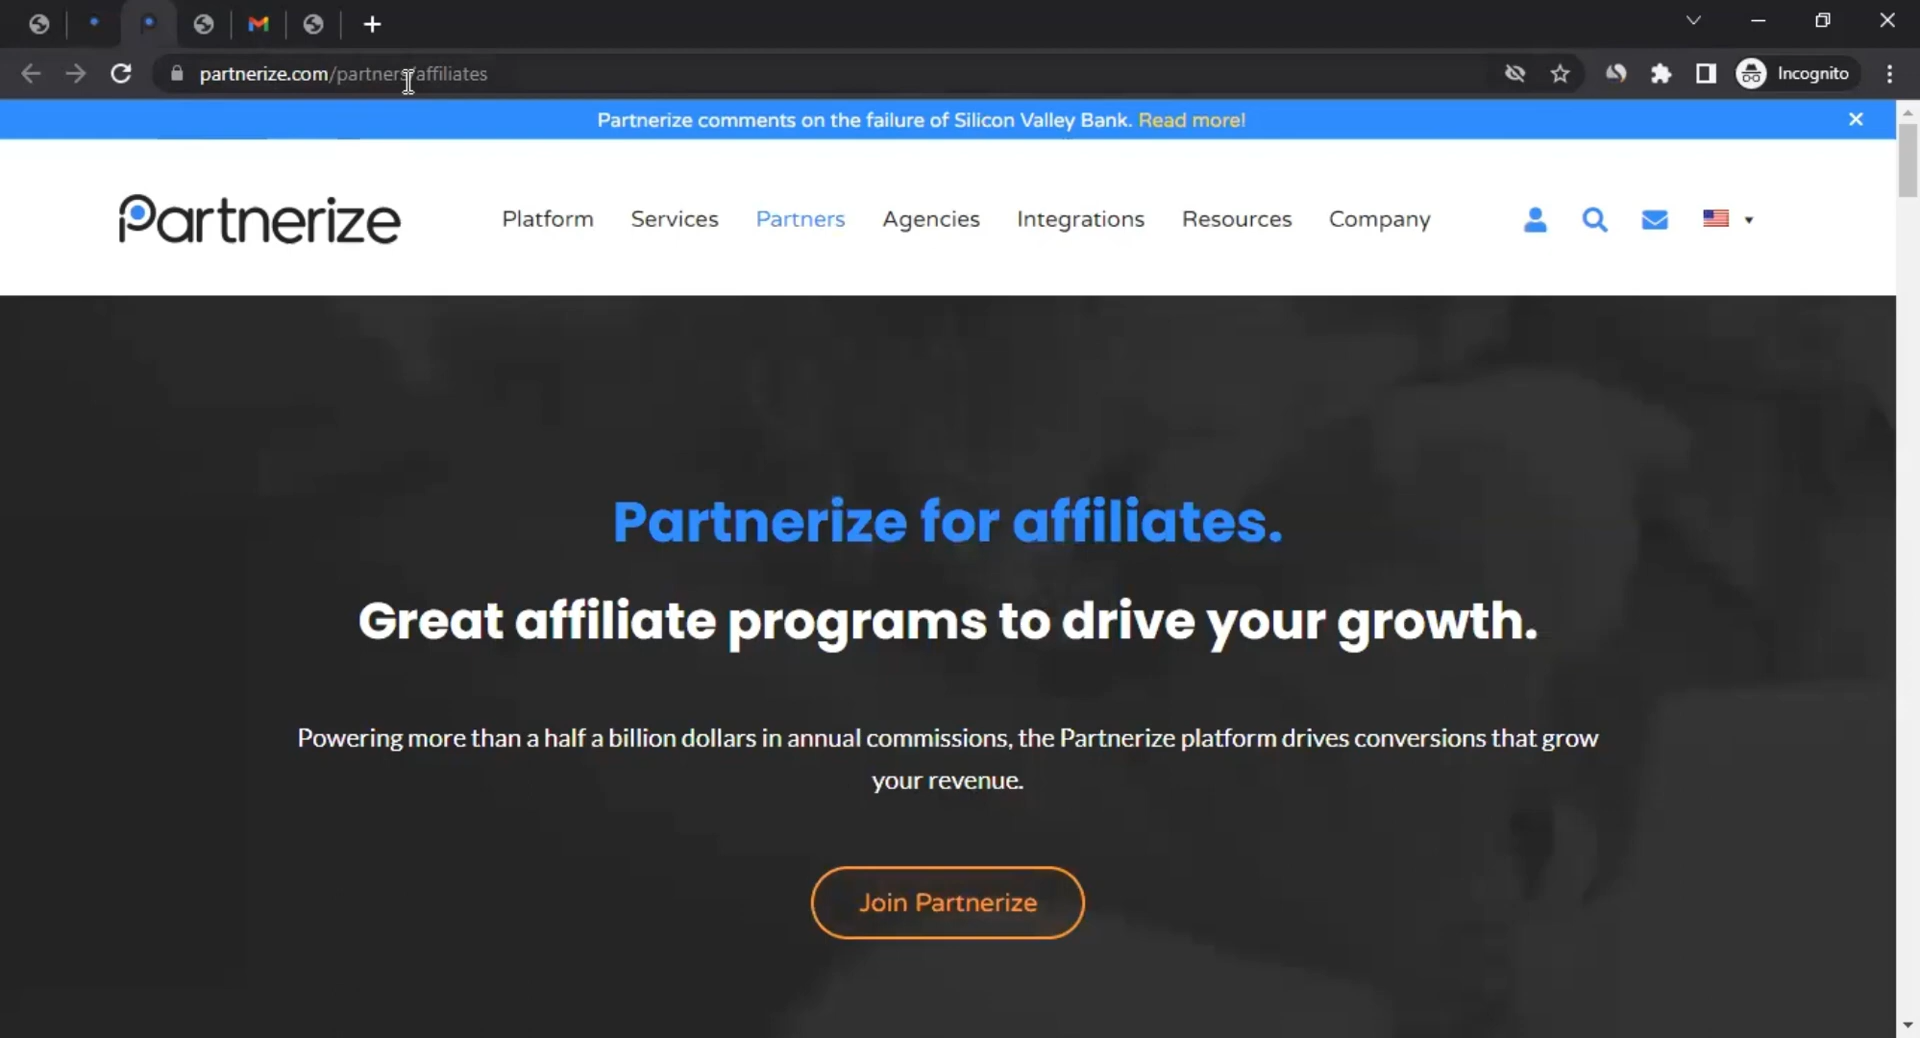 partnerize.com/partners/affiliates
Incognito
Partnerize comments on the failure of Silicon Valley Bank. Read more!
Partnerize
Platform
Services
Partners
Agencies
Integrations
Resources
Company
Partnerize for affiliates.
Great affiliate programs to drive your growth.
Powering more than a half a billion dollars in annual commissions, the Partnerize platform drives conversions that grow
your revenue.
Join Partnerize